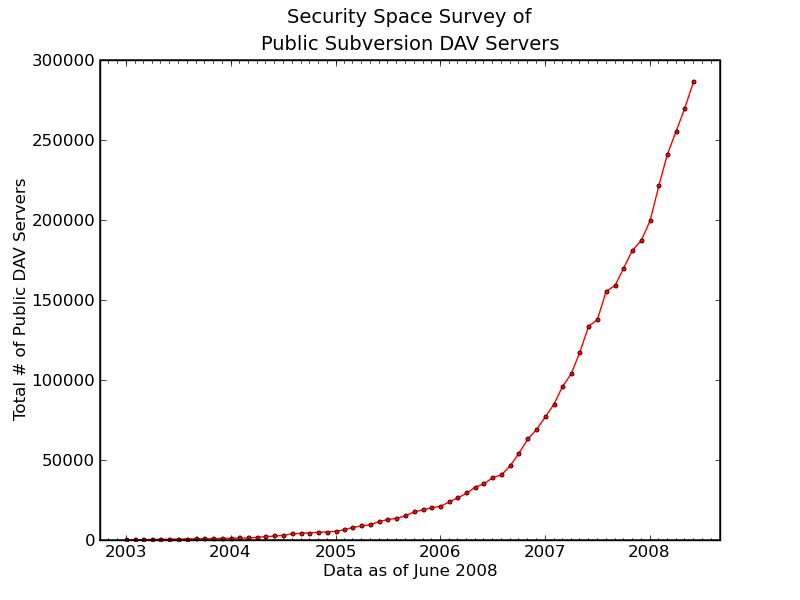 Security Space Survey of
Public Subversion DAV Servers
300000
250000
200000
150000
100000
50000
0
Total # of Public DAV Servers
2003 2004 2005 2006 2007 2008
Data as of June 2008